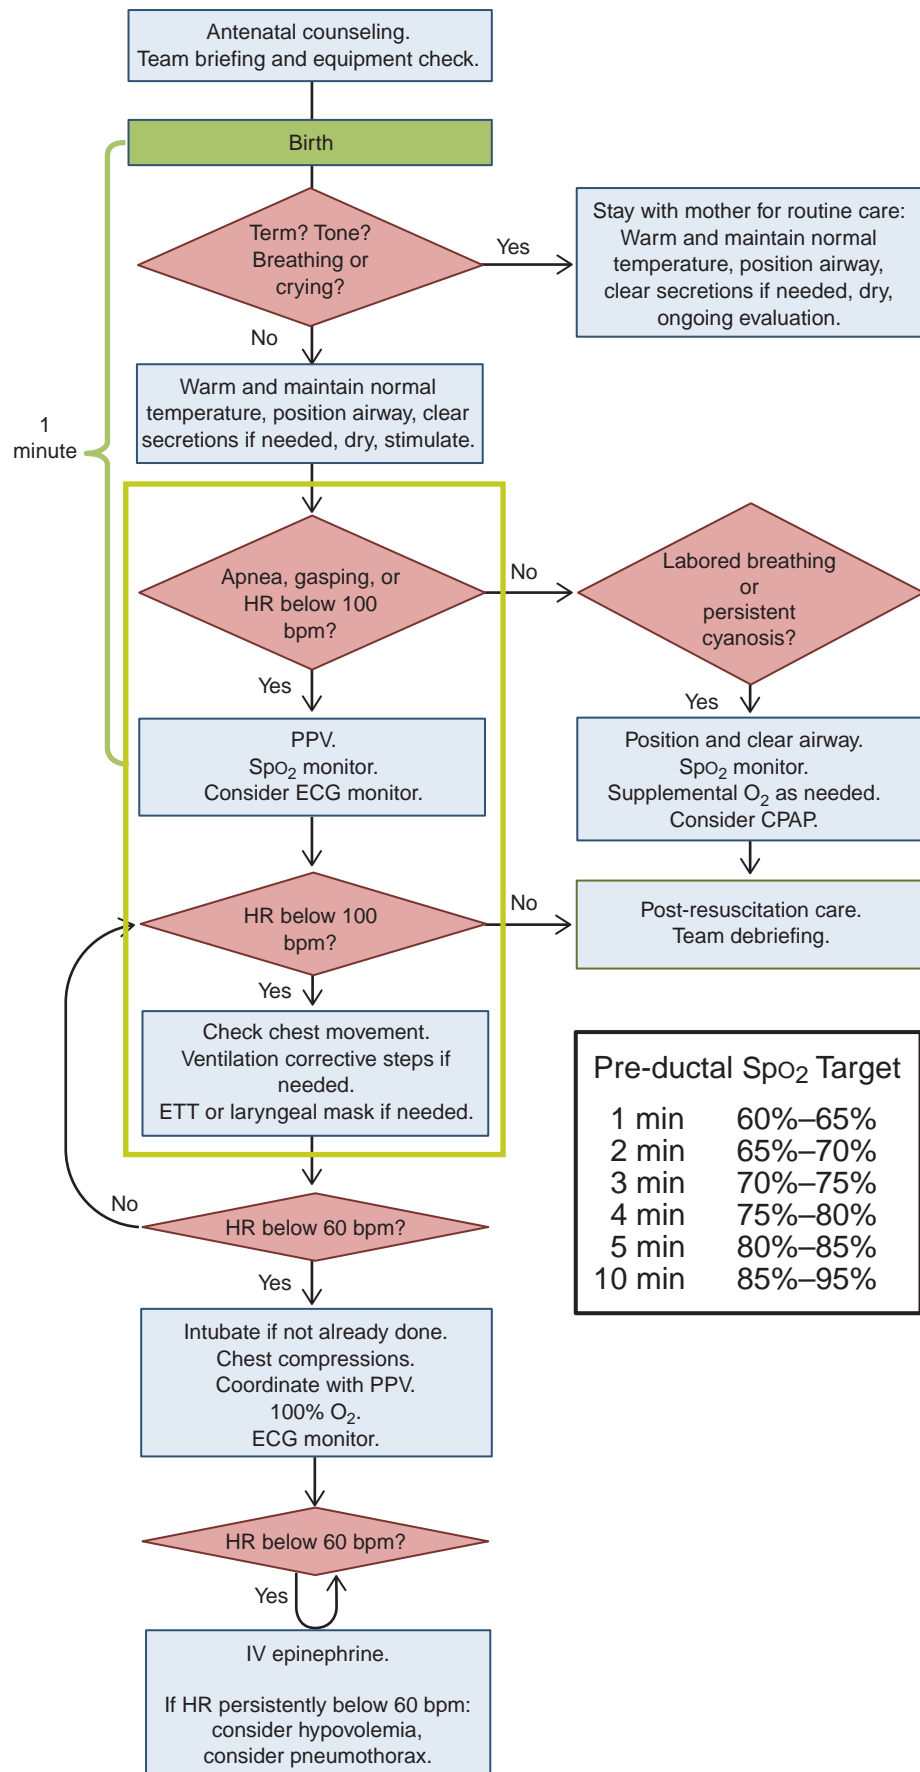 Antenatal counseling.
Team briefing and equipment check.
Birth
Term? Tone?
Breathing or
crying?
Yes
Stay with mother for routine care:
Warm and maintain normal
temperature, position airway,
clear secretions if needed, dry,
ongoing evaluation.
No
Warm and maintain normal
temperature, position airway, clear
secretions if needed, dry, stimulate.
1
minute
Apnea, gasping, or
HR below 100
bpm?
No
Labored breathing
or
persistent
cyanosis?
Yes
Yes
PPV.
SpO2 monitor.
Consider ECG monitor.
Position and clear airway.
SpO2 monitor.
Supplemental O2 as needed.
Consider CPAP.
HR below 100
bpm?
No
Post-resuscitation care.
Team debriefing.
Yes
Check chest movement.
Ventilation corrective steps if
needed.
ETT or laryngeal mask if needed.
Pre-ductal SpO2 Target
1 min 60%–65%
2 min 65%–70%
3 min 70%–75%
4 min 75%–80%
5 min 80%–85%
10 min 85%–95%
No
HR below 60 bpm?
Yes
Intubate if not already done.
Chest compressions.
Coordinate with PPV.
100% O2.
ECG monitor.
HR below 60 bpm?
Yes
IV epinephrine.
If HR persistently below 60 bpm:
consider hypovolemia,
consider pneumothorax.